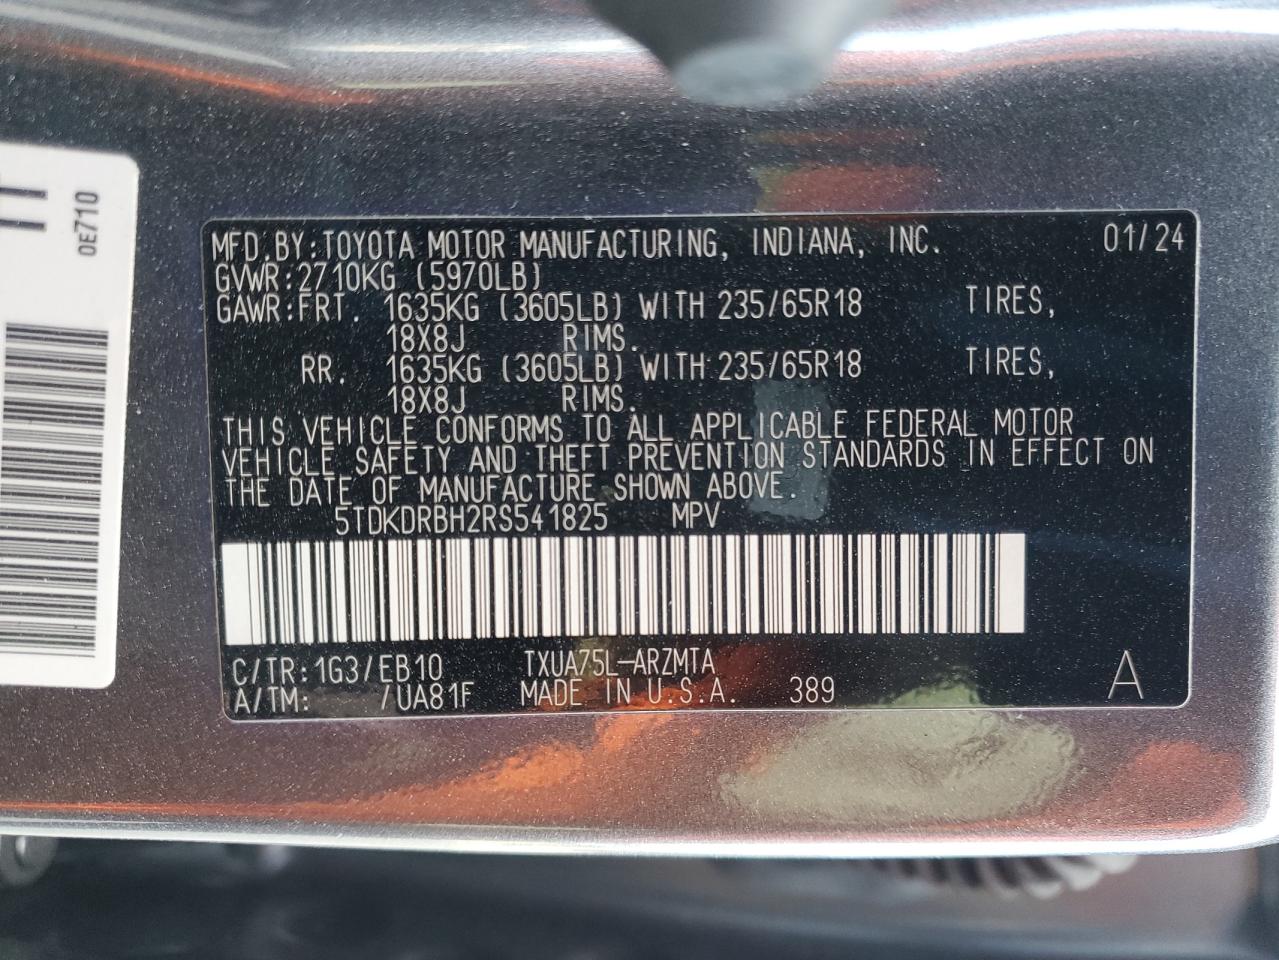 0E710
MFD.BY:TOYOTA MOTOR MANUFACTURING, INDIANA, INC. 01/24
GVWR:2710KG (5970LB)
GAWR:FRT. 1635KG (3605LB) WITH 235/65R18 TIRES,
18X8J RIMS.
RR. 1635KG (3605LB) WITH 235/65R18 TIRES,
18X8J RIMS.
THIS VEHICLE CONFORMS TO ALL APPLICABLE FEDERAL MOTOR
VEHICLE SAFETY AND THEFT PREVENTION STANDARDS IN EFFECT ON
THE DATE OF MANUFACTURE SHOWN ABOVE.
5TDKDRBH2RS541825 MPV
C/TR:1G3/EB10 TXUA75L-ARZMTA
A/TM: /UA81F MADE IN U.S.A. 389 A